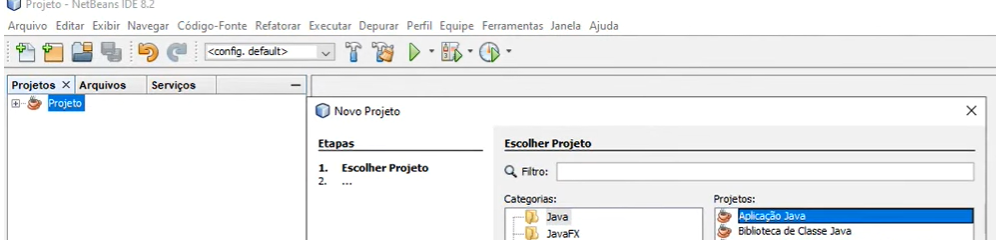 Projeto - NetBeans IDE 8.2
Arquivo Editar Exibir Navegar Código-Fonte Refatorar Executar Depurar Perfil Equipe Ferramentas Janela Ajuda
<config. default>
Projetos Arquivos Serviços
Projeto
Novo Projeto
Etapas
1. Escolher Projeto
2. ...
Escolher Projeto
Filtro:
Categorias:
Java
JavaFX
Projetos:
Aplicação Java
Biblioteca de Classe Java